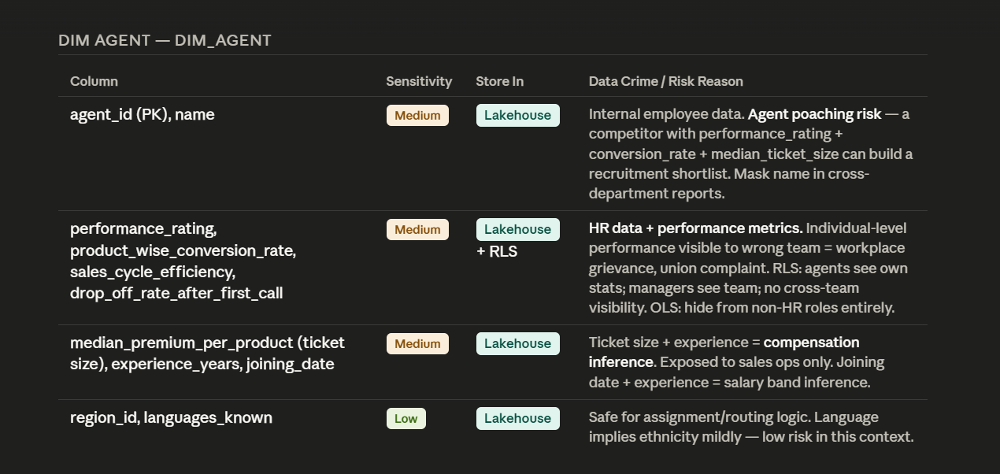 DIM AGENT — DIM_AGENT
Column Sensitivity Store In Data Crime / Risk Reason
agent_id (PK), name
Medium
Lakehouse
Internal employee data. Agent poaching risk — a
competitor with performance_rating +
conversion_rate + median_ticket_size can build a
recruitment shortlist. Mask name in cross-
department reports.
performance_rating,
product_wise_conversion_rate,
sales_cycle_efficiency,
drop_off_rate_after_first_call
Medium
Lakehouse
+ RLS
HR data + performance metrics. Individual-level
performance visible to wrong team = workplace
grievance, union complaint. RLS: agents see own
stats; managers see team; no cross-team
visibility. OLS: hide from non-HR roles entirely.
median_premium_per_product (ticket
size), experience_years, joining_date
Medium
Lakehouse
Ticket size + experience = compensation
inference. Exposed to sales ops only. Joining
date + experience = salary band inference.
region_id, languages_known
Low
Lakehouse
Safe for assignment/routing logic. Language
implies ethnicity mildly — low risk in this context.